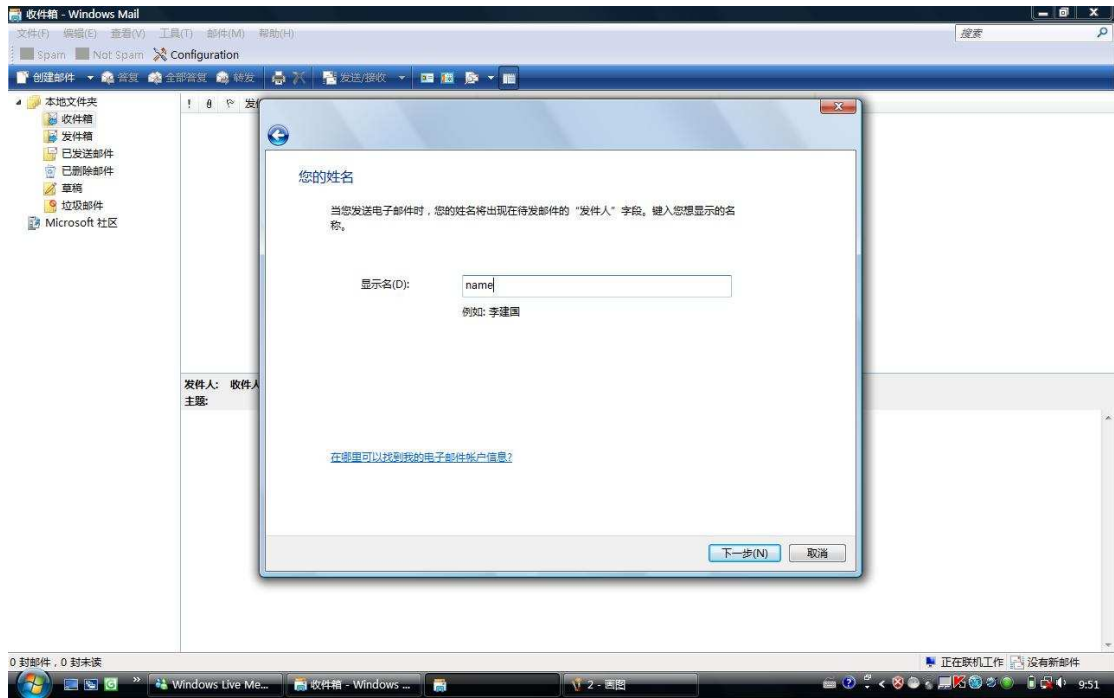 收件箱 - Windows Mail
文件(F) 编辑(E) 查看(V) 工具(T) 邮件(M) 帮助(H)
搜索
Spam Not Spam Configuration
创建邮件 答复 全部答复 转发 发送/接收
本地文件夹
收件箱
发件箱
已发送邮件
已删除邮件
草稿
垃圾邮件
Microsoft 社区
! 发件
您的姓名
当您发送电子邮件时,您的姓名将出现在待发邮件的“发件人”字段。键入您想显示的名
称。
显示名(D): name
例如: 李建国
发件人: 收件人
主题:
在哪里可以找到我的电子邮件帐户信息?
下一步(N) 取消
0 封邮件,0 封未读
正在联机工作 没有新邮件
Windows Live Me... 收件箱 - Windows ... 2 - 画图 9:51